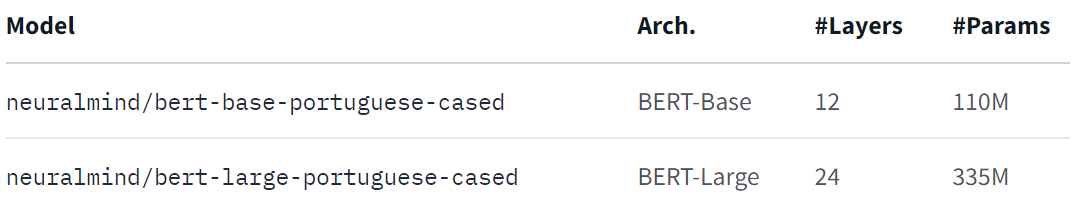 Model Arch. #Layers #Params
neuralmind/bert-base-portuguese-cased BERT-Base 12 110M
neuralmind/bert-large-portuguese-cased BERT-Large 24 335M